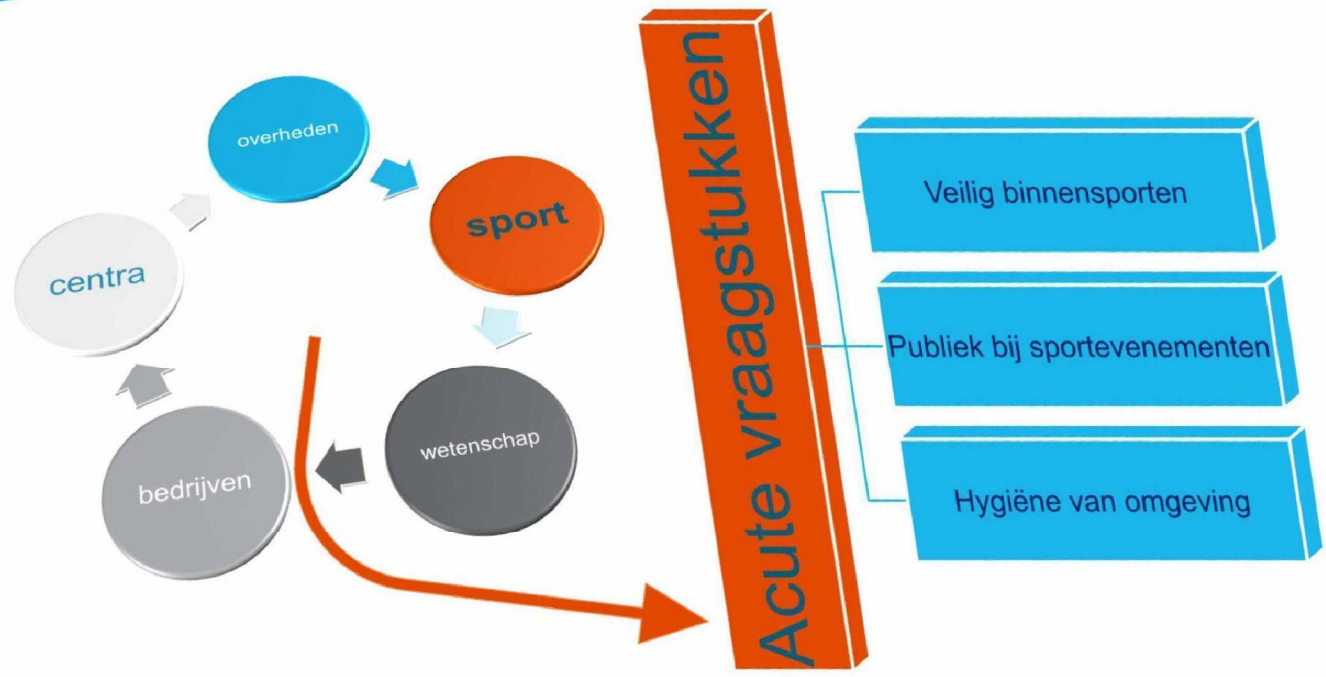 overheden
sport
centra
wetenschap
bedrijven
Acute vraagstukken
Veilig binnensporten
Publiek bij sportevenementen
Hygiëne van omgeving